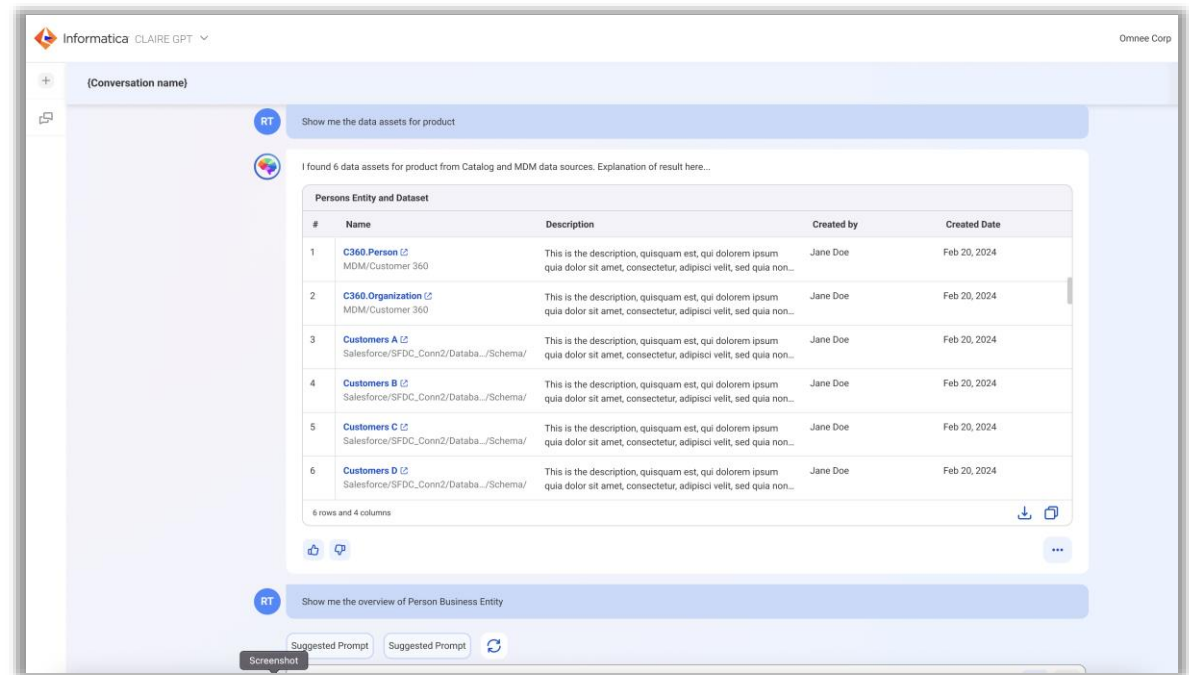 Informatica CLAIRE GPT
Omnee Corp
{Conversation name}
RT
Show me the data assets for product
I found 6 data assets for product from Catalog and MDM data sources. Explanation of result here...
Persons Entity and Dataset
# Name Description Created by Created Date
1 C360.Person This is the description, quisquam est, qui dolorem ipsum Jane Doe Feb 20, 2024
MDM/Customer 360 quia dolor sit amet, consectetur, adipisci velit, sed quia non...
2 C360.Organization This is the description, quisquam est, qui dolorem ipsum Jane Doe Feb 20, 2024
MDM/Customer 360 quia dolor sit amet, consectetur, adipisci velit, sed quia non...
3 Customers A This is the description, quisquam est, qui dolorem ipsum Jane Doe Feb 20, 2024
Salesforce/SFDC_Conn2/Databa.../Schema/ quia dolor sit amet, consectetur, adipisci velit, sed quia non...
4 Customers B This is the description, quisquam est, qui dolorem ipsum Jane Doe Feb 20, 2024
Salesforce/SFDC_Conn2/Databa.../Schema/ quia dolor sit amet, consectetur, adipisci velit, sed quia non...
5 Customers C This is the description, quisquam est, qui dolorem ipsum Jane Doe Feb 20, 2024
Salesforce/SFDC_Conn2/Databa.../Schema/ quia dolor sit amet, consectetur, adipisci velit, sed quia non...
6 Customers D This is the description, quisquam est, qui dolorem ipsum Jane Doe Feb 20, 2024
Salesforce/SFDC_Conn2/Databa.../Schema/ quia dolor sit amet, consectetur, adipisci velit, sed quia non...
6 rows and 4 columns
RT
Show me the overview of Person Business Entity
Suggested Prompt Suggested Prompt
Screenshot